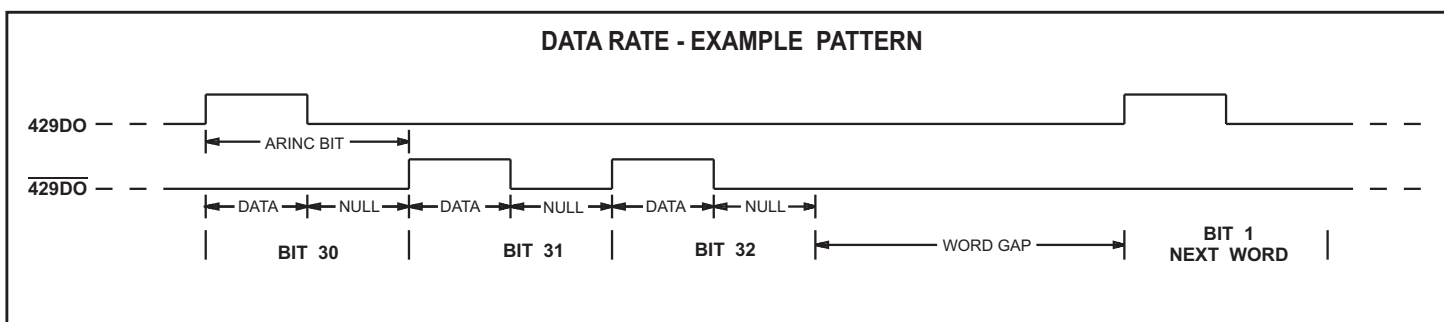 DATA RATE - EXAMPLE PATTERN
429DO
ARINC BIT
429DO
DATA NULL DATA NULL DATA NULL
BIT 30 BIT 31 BIT 32 WORD GAP BIT 1
NEXT WORD